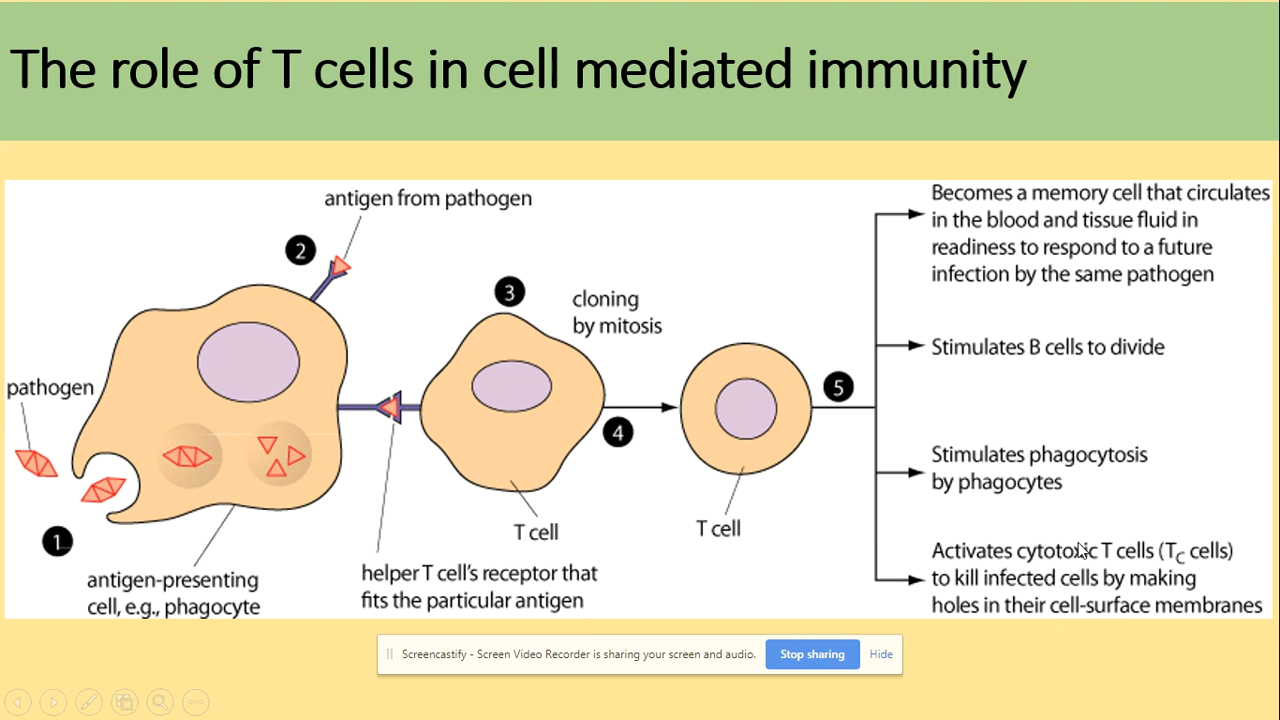 The role of T cells in cell mediated immunity
antigen from pathogen
2
3
cloning
by mitosis
pathogen
1
4
5
T cell
T cell
antigen-presenting
cell, e.g., phagocyte
helper T cell's receptor that
fits the particular antigen
Becomes a memory cell that circulates
in the blood and tissue fluid in
readiness to respond to a future
infection by the same pathogen
Stimulates B cells to divide
Stimulates phagocytosis
by phagocytes
Activates cytotoxic T cells (TC cells)
to kill infected cells by making
holes in their cell-surface membranes
Screencastify - Screen Video Recorder is sharing your screen and audio.
Stop sharing
Hide